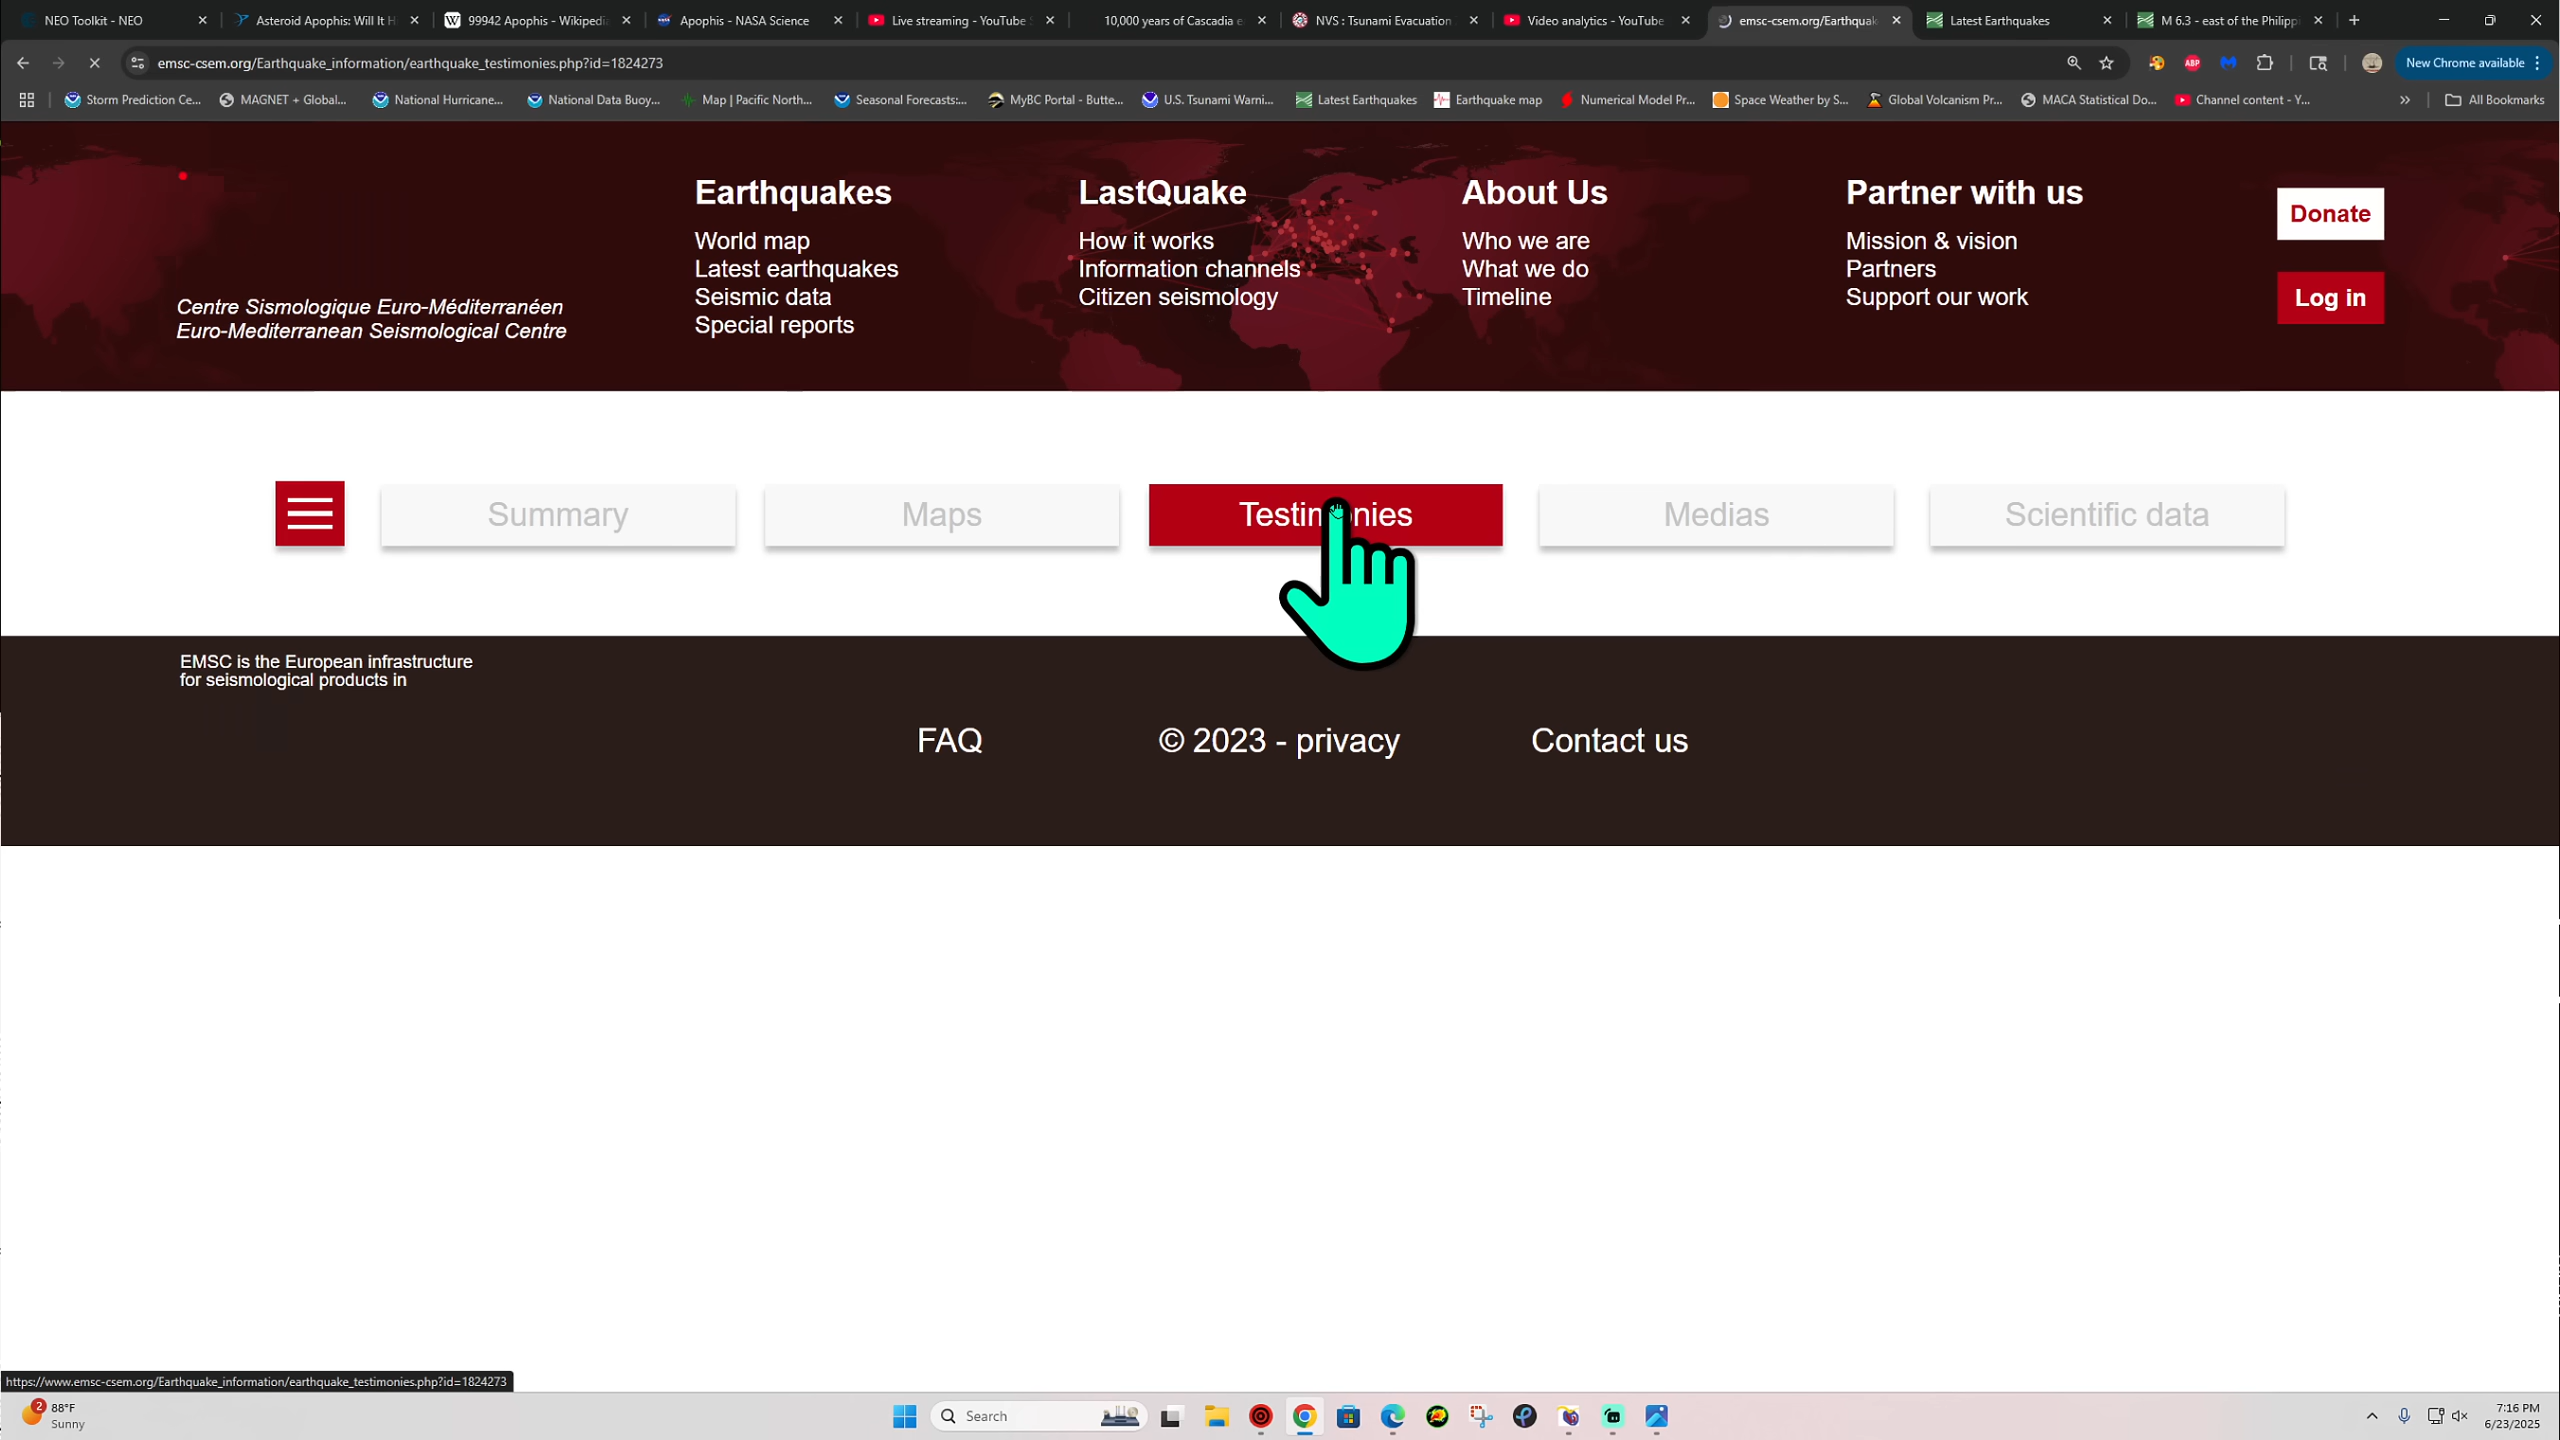 NEO Toolkit - NEO
Asteroid Apophis: Will It H
99942 Apophis - Wikipedia
Apophis - NASA Science
Live streaming - YouTube S
10,000 years of Cascadia e
NVS : Tsunami Evacuation
Video analytics - YouTube
emsc-csem.org/Earthquak
Latest Earthquakes
M 6.3 - east of the Philippi
emsc-csem.org/Earthquake_information/earthquake_testimonies.php?id=1824273
ABP
New Chrome available
Storm Prediction Ce...
MAGNET + Global...
National Hurricane...
National Data Buoy...
Map | Pacific North...
Seasonal Forecasts:...
MyBC Portal - Butte...
U.S. Tsunami Warni...
Latest Earthquakes
Earthquake map
Numerical Model Pr...
Space Weather by S...
Global Volcanism Pr...
MACA Statistical Do...
Channel content - Y...
All Bookmarks
Earthquakes
World map
Latest earthquakes
Seismic data
Special reports
LastQuake
How it works
Information channels
Citizen seismology
About Us
Who we are
What we do
Timeline
Partner with us
Mission & vision
Partners
Support our work
Donate
Log in
Centre Sismologique Euro-Méditerranéen
Euro-Mediterranean Seismological Centre
Summary
Maps
Testimonies
Medias
Scientific data
EMSC is the European infrastructure
for seismological products in
FAQ
© 2023 - privacy
Contact us
https://www.emsc-csem.org/Earthquake_information/earthquake_testimonies.php?id=1824273
2
88°F
Sunny
Search
7:16 PM
6/23/2025